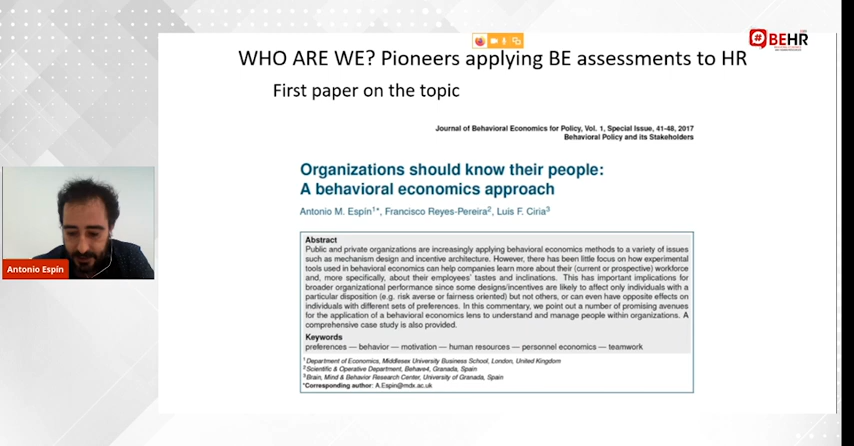 #BEHR
WHO ARE WE? Pioneers applying BE assessments to HR
First paper on the topic
Journal of Behavioral Economics for Policy, Vol. 1, Special Issue, 41-48, 2017
Behavioral Policy and its Stakeholders
Organizations should know their people:
A behavioral economics approach
Antonio M. Espín1*, Francisco Reyes-Pereira2, Luis F. Ciria3
Abstract
Public and private organizations are increasingly applying behavioral economics methods to a variety of issues
such as mechanism design and incentive architecture. However, there has been little focus on how experimental
tools used in behavioral economics can help companies learn more about their (current or prospective) workforce
and, more specifically, about their employees' tastes and inclinations. This has important implications for
broader organizational performance since some designs/incentives are likely to affect only individuals with a
particular disposition (e.g. risk averse or fairness oriented) but not others, or can even have opposite effects on
individuals with different sets of preferences. In this commentary, we point out a number of promising avenues
for the application of a behavioral economics lens to understand and manage people within organizations. A
comprehensive case study is also provided.
Keywords
preferences — behavior — motivation — human resources — personnel economics — teamwork
1Department of Economics, Middlesex University Business School, London, United Kingdom
2Scientific & Operative Department, Behave4, Granada, Spain
3Brain, Mind & Behavior Research Center, University of Granada, Spain
*Corresponding author: A.Espin@mdx.ac.uk
Antonio Espín